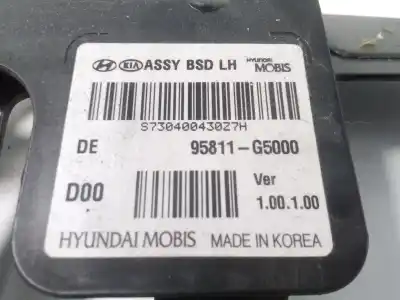 KIA ASSY BSD LH HYUNDAI MOBIS
S73040043027H
DE 95811-G5000
D00 Ver
1.00.1.00
HYUNDAI MOBIS MADE IN KOREA